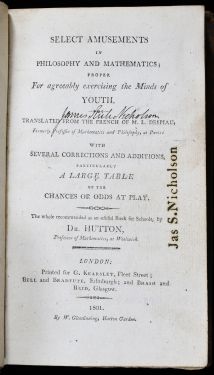 SELECT AMUSEMENTS
IN
PHILOSOPHY AND MATHEMATICS;
PROPER
For agreeably exercising the Minds of
YOUTH.
James Nicholson
TRANSLATED FROM THE FRENCH OF M. L. DESPIAU,
Formerly Professor of Mathematics and Philosophy, at Paris:
WITH
SEVERAL CORRECTIONS AND ADDITIONS,
PARTICULARLY
A LARGE TABLE
OF THE
CHANCES OR ODDS AT PLAY.
The whole recommended as an useful Book for Schools, by
DR. HUTTON,
Professor of Mathematics, at Woolwich.
LONDON:
Printed for G. KEARSLEY, Fleet Street;
BELL and BRADFUTE, Edinburgh; and BRASH and
REID, Glasgow.
1801.
By W. Glendinning, Hatton Garden.
Jas S. Nicholson